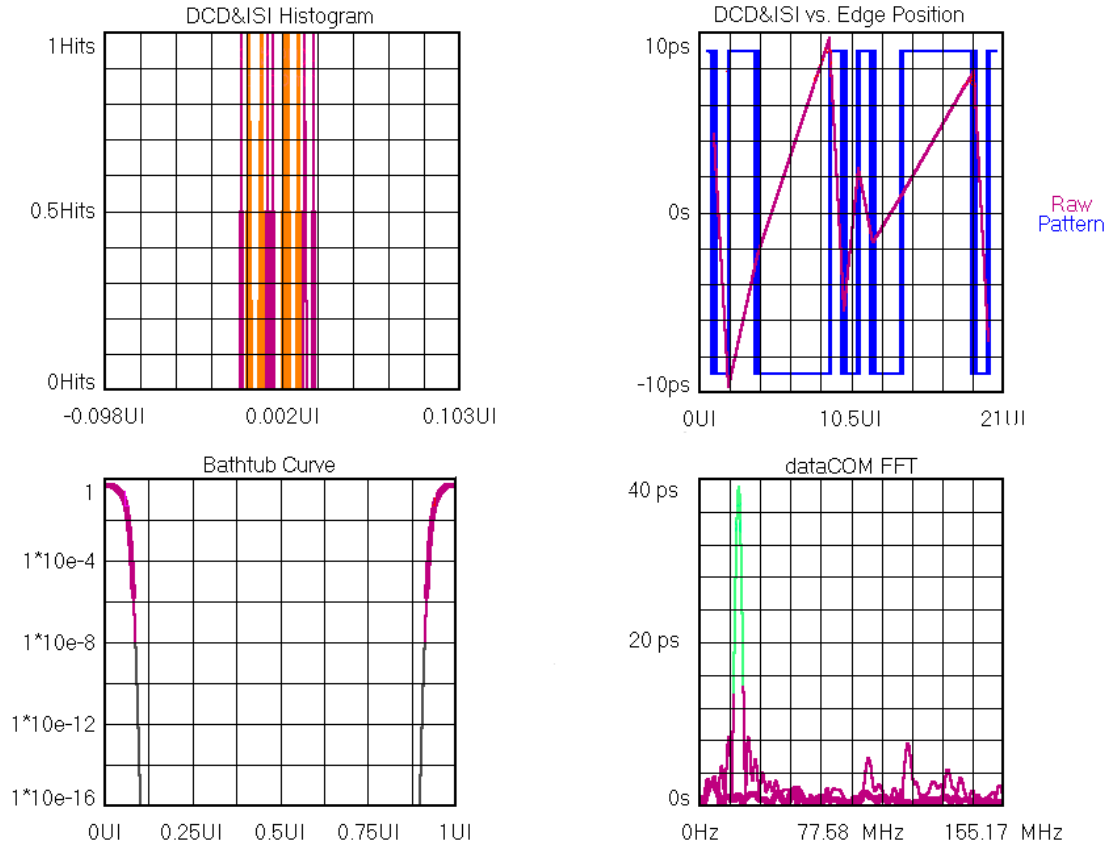 DCD&ISI Histogram
1Hits
0.5Hits
0Hits
-0.098UI 0.002UI 0.103UI
DCD&ISI vs. Edge Position
10ps
0s
-10ps
0UI 10.5UI 21UI
Raw
Pattern
Bathtub Curve
1
1*10e-4
1*10e-8
1*10e-12
1*10e-16
0UI 0.25UI 0.5UI 0.75UI 1UI
dataCOM FFT
40 ps
20 ps
0s
0Hz 77.58 MHz 155.17 MHz